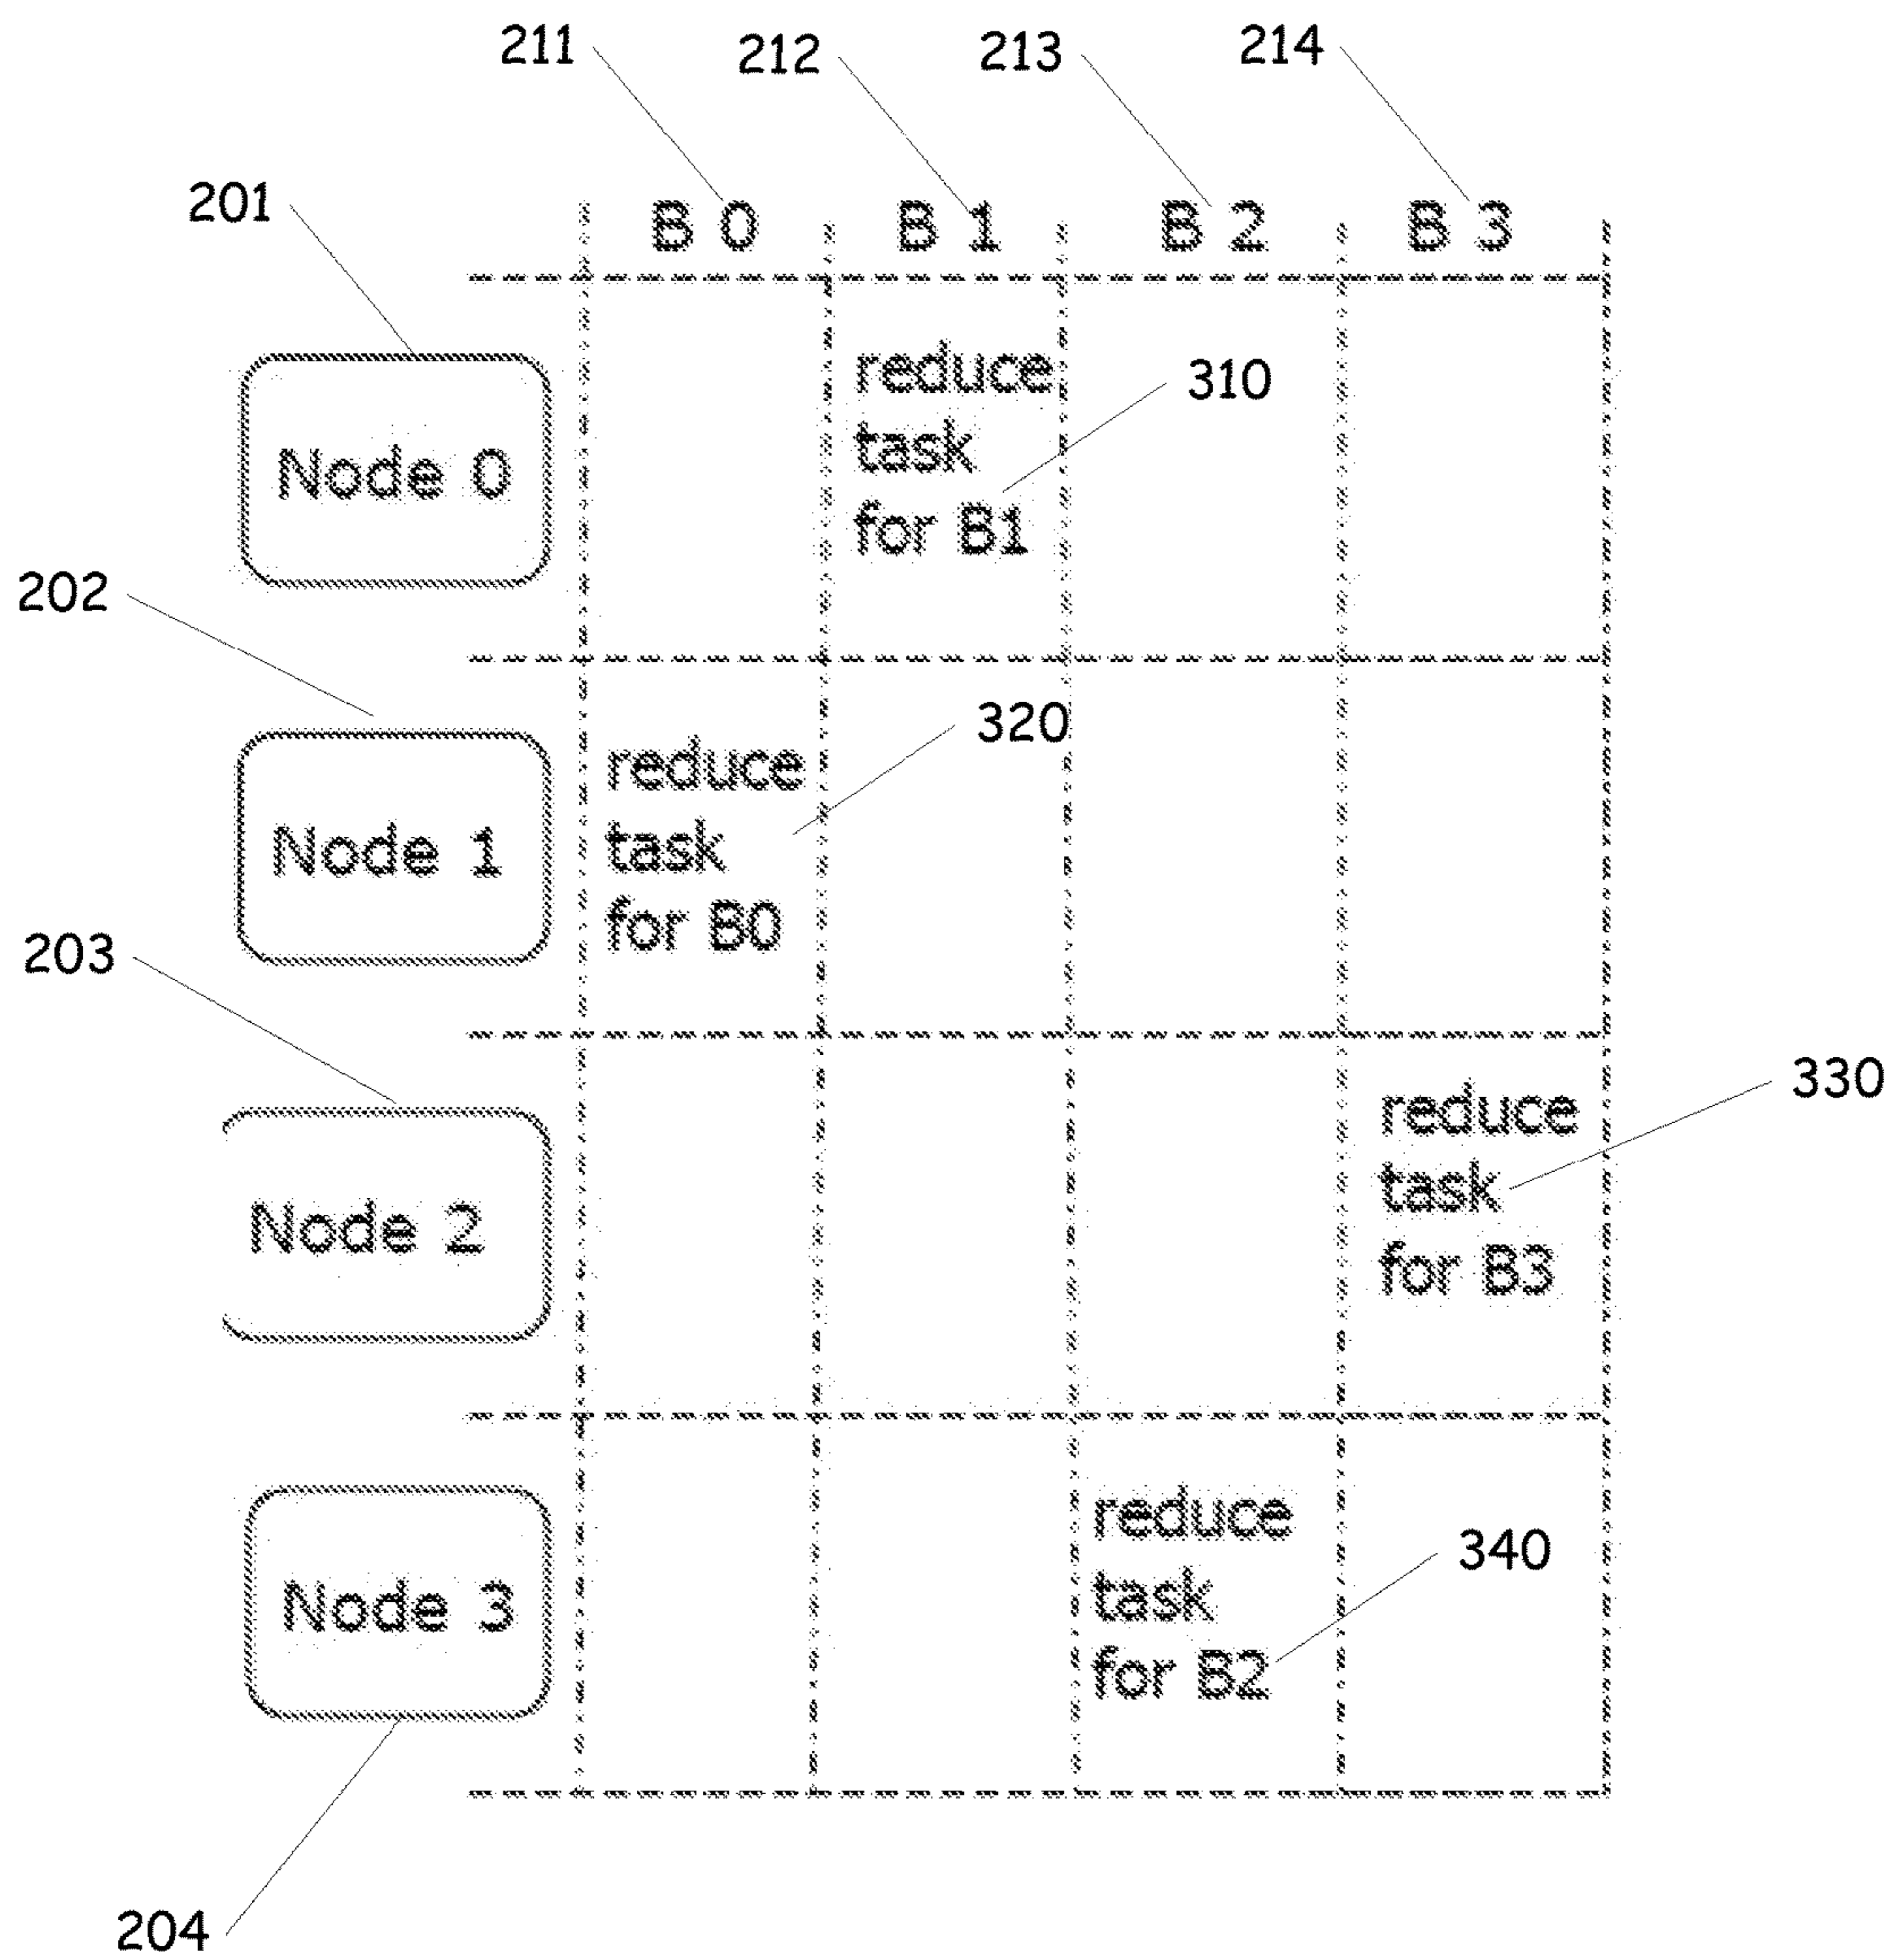 211 212 213 214
201
B 0 B 1 B 2 B 3
Node 0
reduce
task
for B1
310
202
Node 1
reduce
task
for B0
320
203
Node 2
reduce
task
for B3
330
Node 3
reduce
task
for B2
340
204